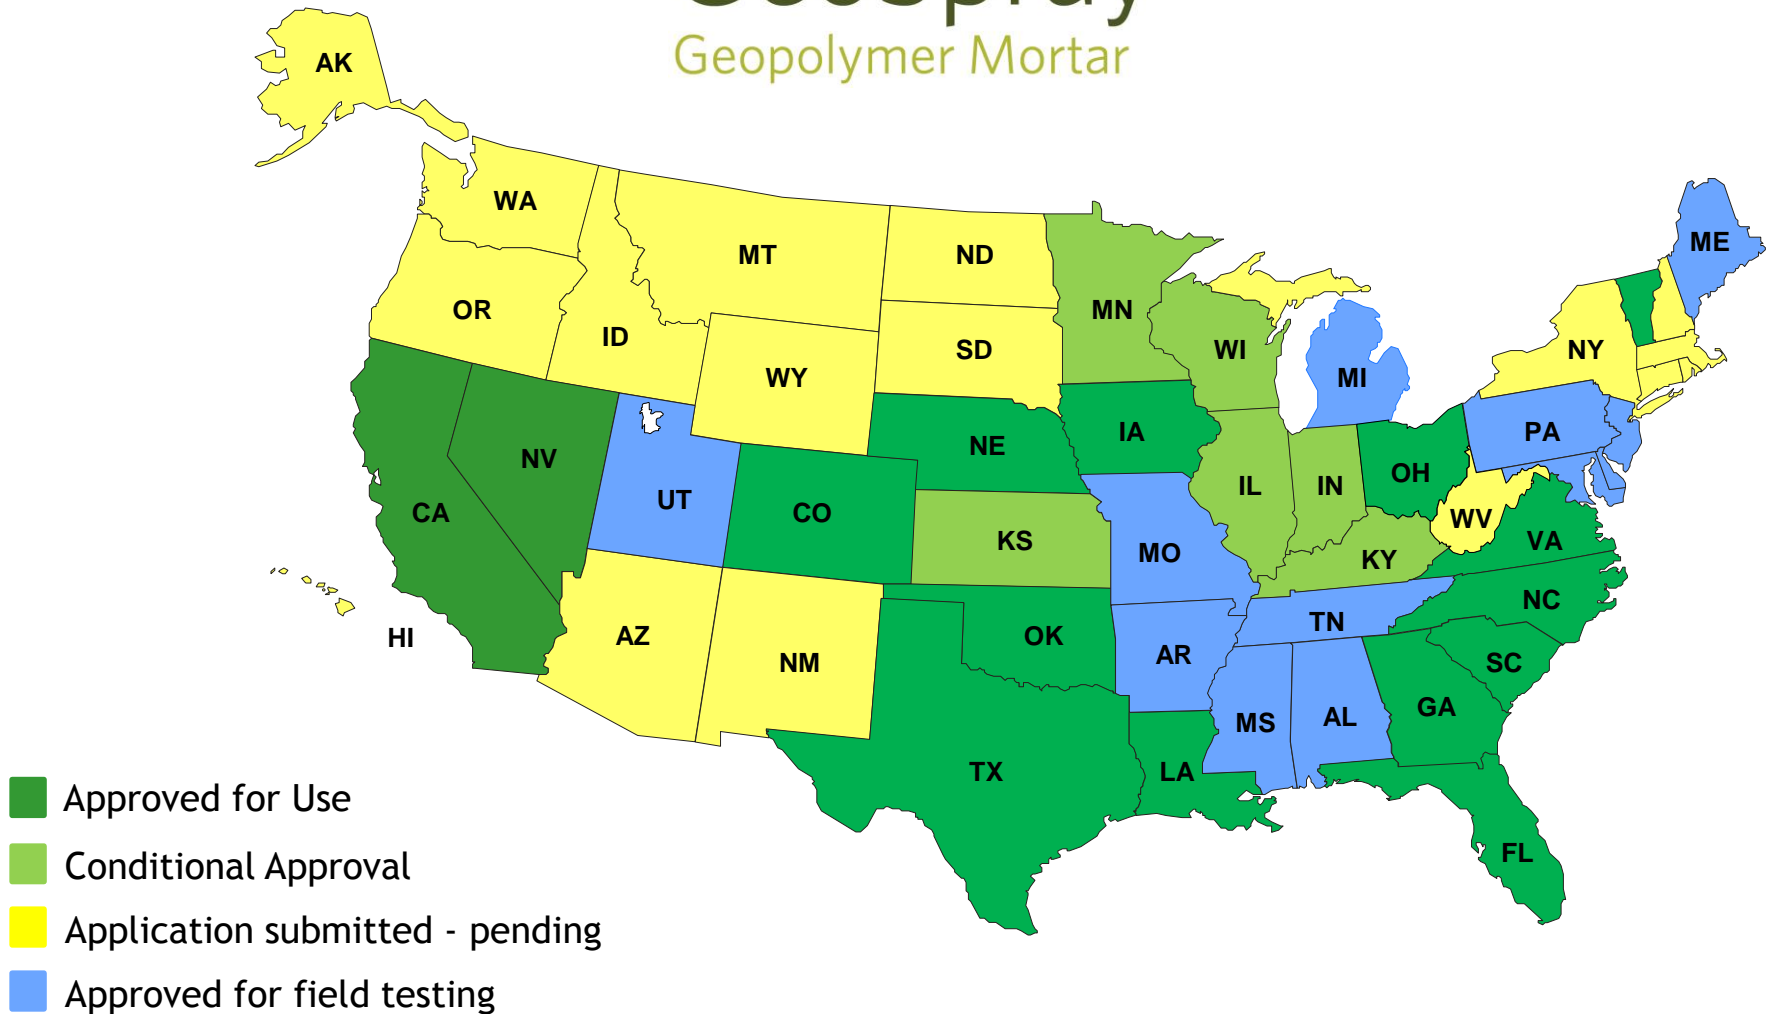 Geopolymer Mortar
AK
WA
MT
ND
ME
OR
MN
ID
SD
WI
NY
WY
MI
IA
PA
NE
NV
OH
UT
IL
IN
CO
CA
WV
KS
VA
MO
KY
NC
HI
AZ
OK
TN
NM
AR
SC
GA
MS
AL
TX
LA
Approved for Use
FL
Conditional Approval
Application submitted - pending
Approved for field testing